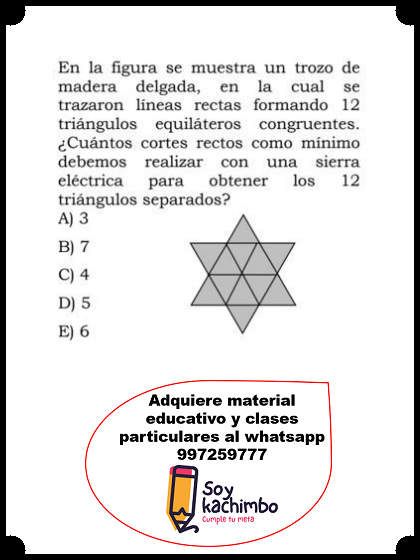 En la figura se muestra un trozo de
madera delgada, en la cual se
trazaron líneas rectas formando 12
triángulos equiláteros congruentes.
¿Cuántos cortes rectos como mínimo
debemos realizar con una sierra
eléctrica para obtener los 12
triángulos separados?
A) 3
B) 7
C) 4
D) 5
E) 6
Adquiere material
educativo y clases
particulares al whatsapp
997259777
Soy
kachimbo
Cumple tu meta